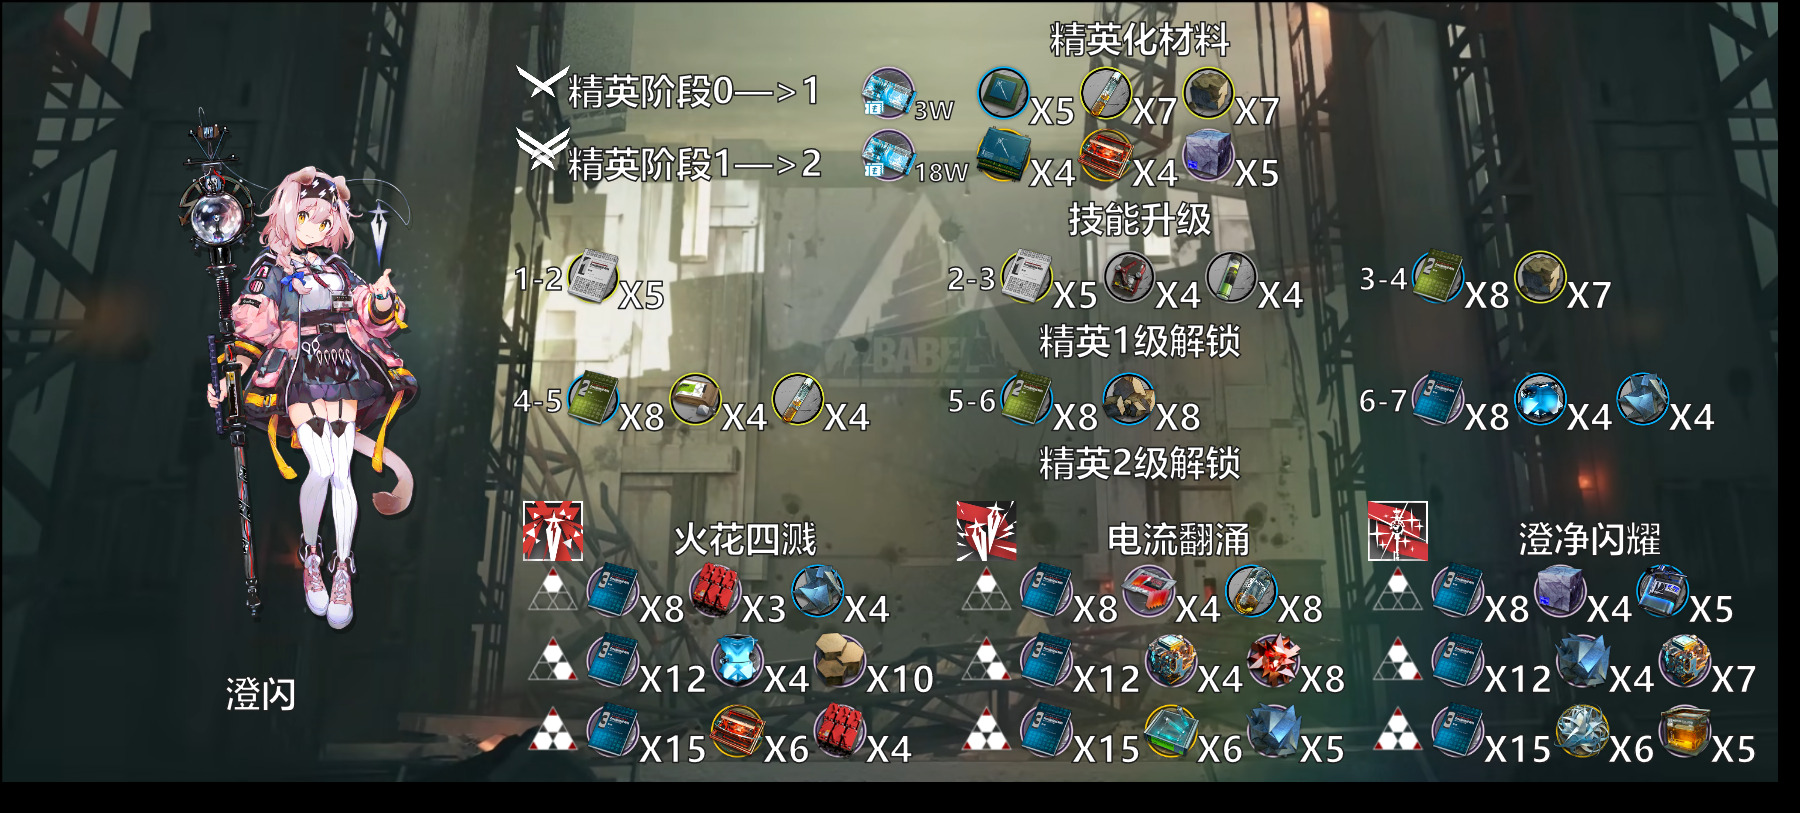 精英化材料
精英阶段0—>1 3W X5 X7 X7
精英阶段1—>2 18W X4 X4 X5
技能升级
1-2 X5 2-3 X5 X4 X4 3-4 X8 X7
精英1级解锁
BABEL
4-5 X8 X4 X4 5-6 X8 X8 6-7 X8 X4 X4
精英2级解锁
火花四溅 电流翻涌 澄净闪耀
X8 X3 X4 X8 X4 X8 X8 X4 X5
X12 X4 X10 X12 X4 X8 X12 X4 X7
X15 X6 X4 X15 X6 X5 X15 X6 X5
澄闪